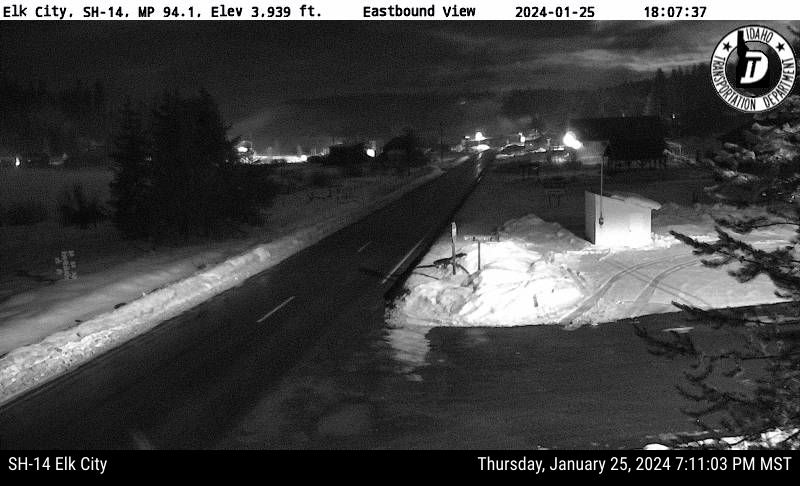 Elk City, SH-14, MP 94.1, Elev 3,939 ft. Eastbound View 2024-01-25 18:07:37
IDAHO
TRANSPORTATION DEPARTMENT
SH-14 Elk City Thursday, January 25, 2024 7:11:03 PM MST